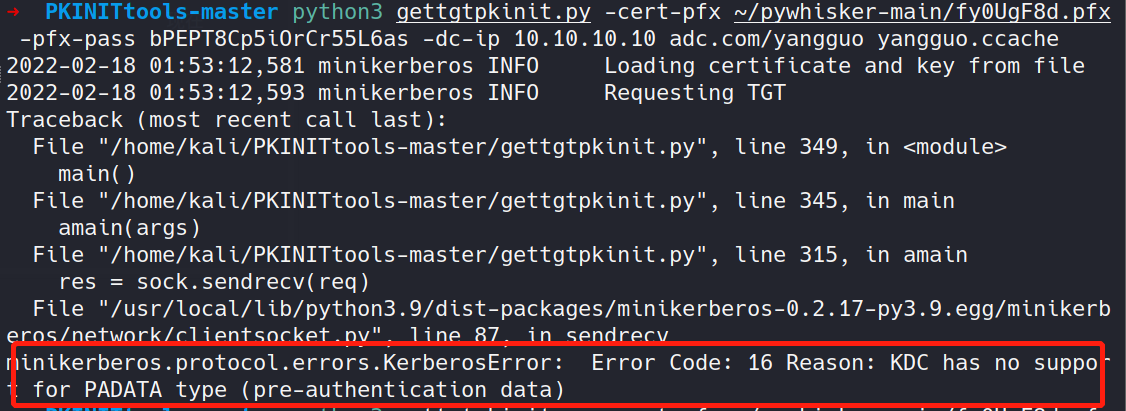 → PKINITtools-master python3 gettgtpkinit.py -cert-pfx ~/pywhisker-main/fy0UgF8d.pfx
-pfx-pass bPEPT8Cp5iOrCr55L6as -dc-ip 10.10.10.10 adc.com/yangguo yangguo.ccache
2022-02-18 01:53:12,581 minikerberos INFO     Loading certificate and key from file
2022-02-18 01:53:12,593 minikerberos INFO     Requesting TGT
Traceback (most recent call last):
  File "/home/kali/PKINITtools-master/gettgtpkinit.py", line 349, in <module>
    main()
  File "/home/kali/PKINITtools-master/gettgtpkinit.py", line 345, in main
    amain(args)
  File "/home/kali/PKINITtools-master/gettgtpkinit.py", line 315, in amain
    res = sock.sendrecv(req)
  File "/usr/local/lib/python3.9/dist-packages/minikerberos-0.2.17-py3.9.egg/minikerb
eros/network/clientsocket.py", line 87, in sendrecv
minikerberos.protocol.errors.KerberosError:  Error Code: 16 Reason: KDC has no suppor
t for PADATA type (pre-authentication data)